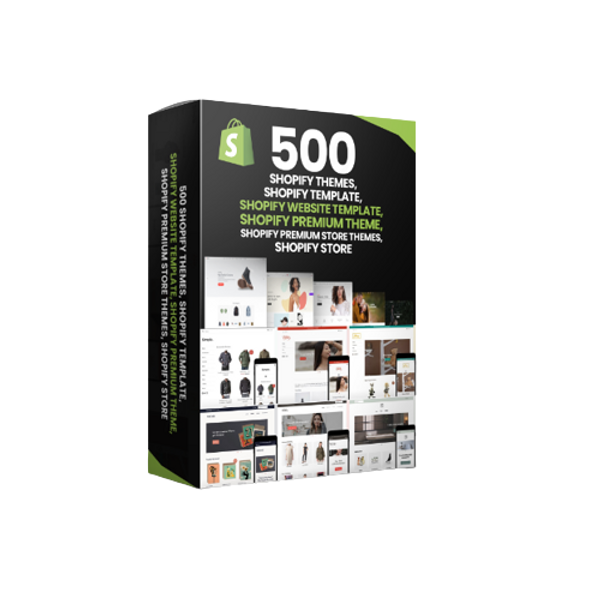 500
SHOPIFY THEMES,
SHOPIFY TEMPLATE,
SHOPIFY WEBSITE TEMPLATE,
SHOPIFY PREMIUM THEME,
SHOPIFY PREMIUM STORE THEMES,
SHOPIFY STORE
500 SHOPIFY THEMES, SHOPIFY TEMPLATE,
SHOPIFY WEBSITE TEMPLATE, SHOPIFY PREMIUM THEME,
SHOPIFY PREMIUM STORE THEMES, SHOPIFY STORE